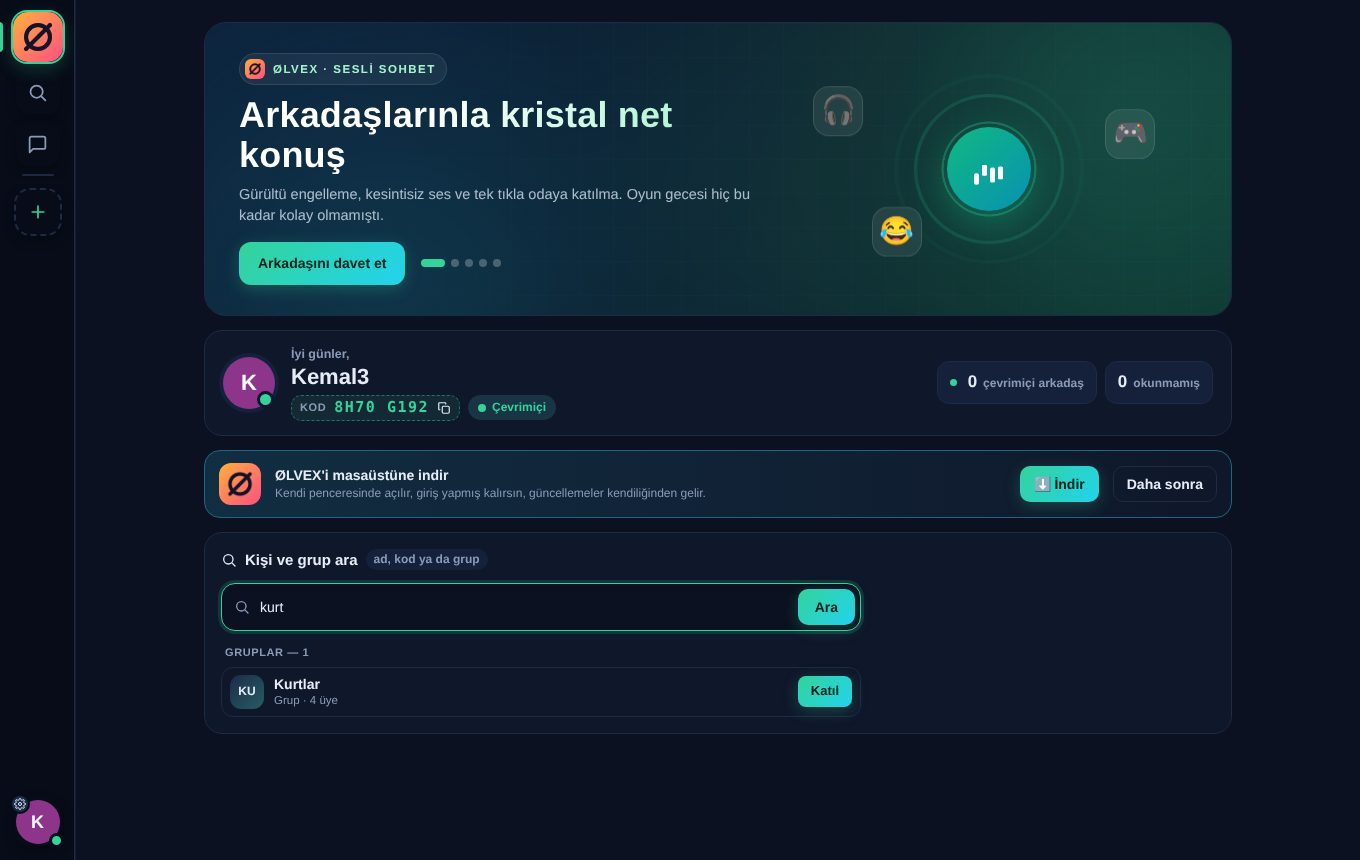 ØLVEX · SESLİ SOHBET
Arkadaşlarınla kristal net
konuş
Gürültü engelleme, kesintisiz ses ve tek tıkla odaya katılma. Oyun gecesi hiç bu
kadar kolay olmamıştı.
Arkadaşını davet et
K
İyi günler,
Kemal3
KOD 8H70 G192
Çevrimiçi
0 çevrimiçi arkadaş
0 okunmamış
ØLVEX'i masaüstüne indir
Kendi penceresinde açılır, giriş yapmış kalırsın, güncellemeler kendiliğinden gelir.
İndir
Daha sonra
Kişi ve grup ara
ad, kod ya da grup
kurt
Ara
GRUPLAR — 1
KU
Kurtlar
Grup · 4 üye
Katıl
K